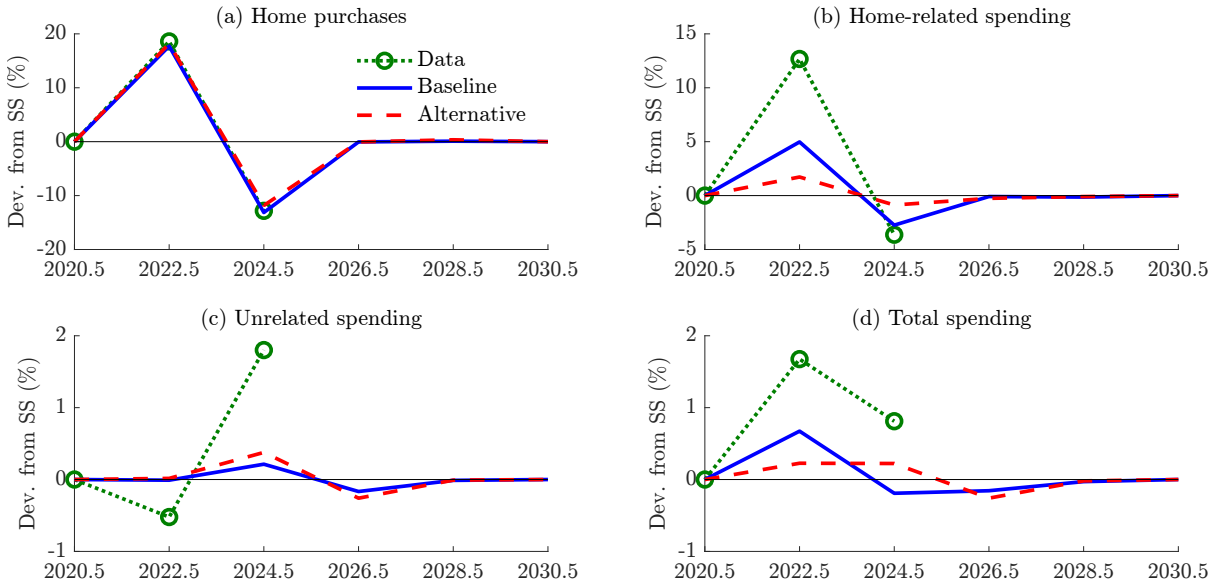 (a) Home purchases
Dev. from SS (%)
20
10
0
-10
-20
2020.5 2022.5 2024.5 2026.5 2028.5 2030.5
Data
Baseline
Alternative
(b) Home-related spending
Dev. from SS (%)
15
10
5
0
-5
2020.5 2022.5 2024.5 2026.5 2028.5 2030.5
(c) Unrelated spending
Dev. from SS (%)
2
1
0
-1
2020.5 2022.5 2024.5 2026.5 2028.5 2030.5
(d) Total spending
Dev. from SS (%)
2
1
0
-1
2020.5 2022.5 2024.5 2026.5 2028.5 2030.5